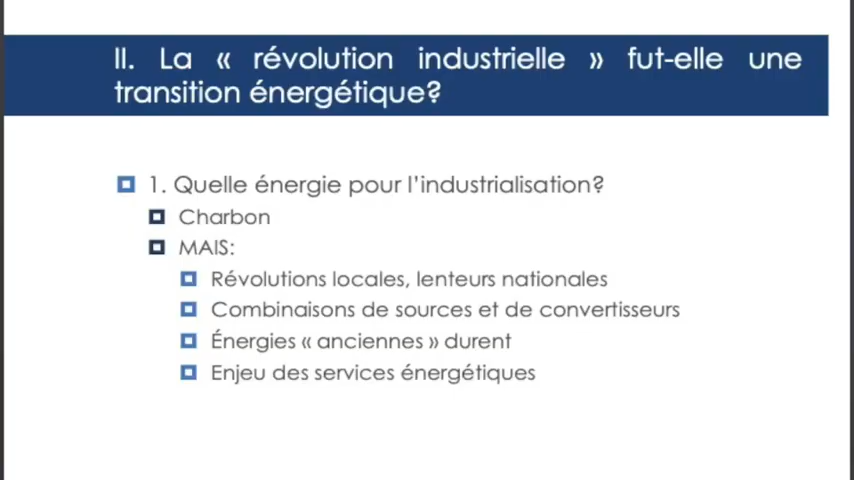 II. La « révolution industrielle » fut-elle une
transition énergétique?
1. Quelle énergie pour l'industrialisation?
Charbon
MAIS:
Révolutions locales, lenteurs nationales
Combinaisons de sources et de convertisseurs
Énergies « anciennes » durent
Enjeu des services énergétiques